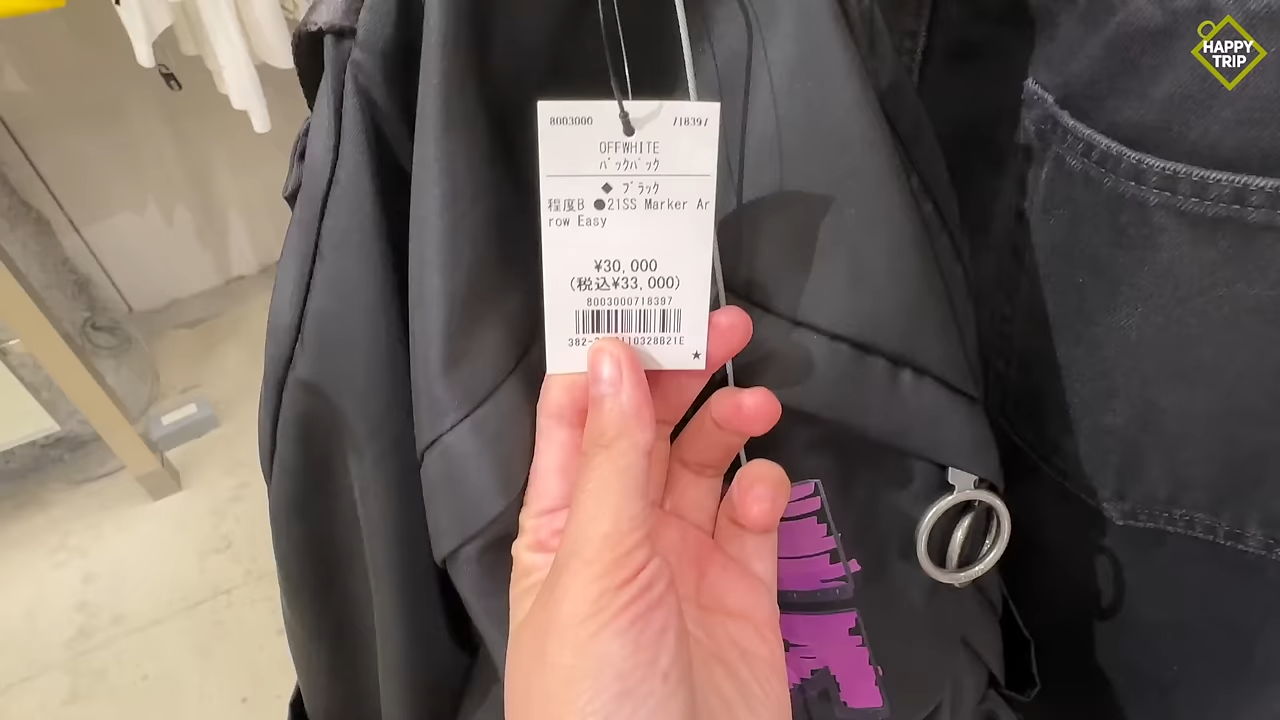 HAPPY
TRIP
8003000 718397
OFFWHITE
バックパック
◆ ブラック
程度B ●21SS Marker Ar
row Easy
¥30,000
(税込¥33,000)
8003000718397
★